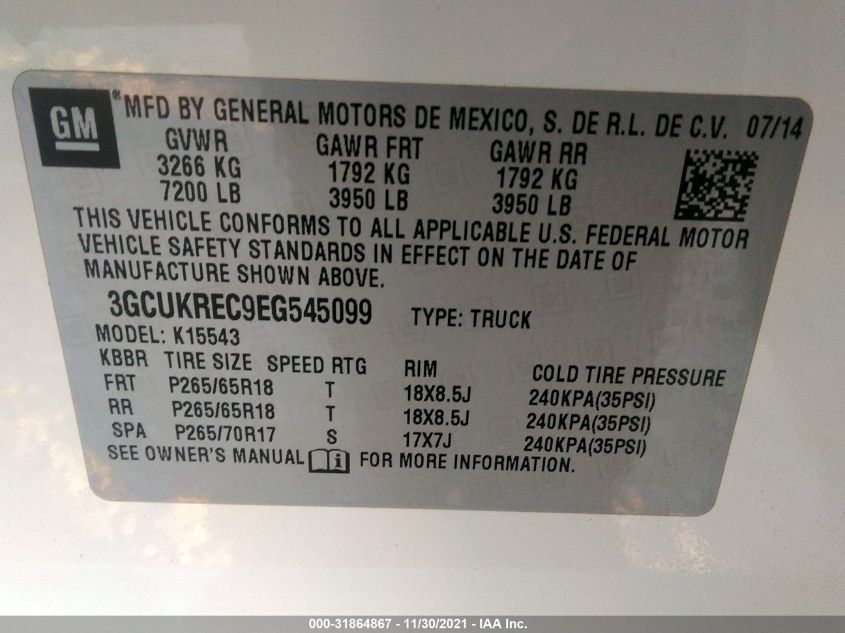 GM ® MFD BY GENERAL MOTORS DE MEXICO, S. DE R.L. DE C.V. 07/14
GVWR GAWR FRT GAWR RR
3266 KG 1792 KG 1792 KG
7200 LB 3950 LB 3950 LB
THIS VEHICLE CONFORMS TO ALL APPLICABLE U.S. FEDERAL MOTOR
VEHICLE SAFETY STANDARDS IN EFFECT ON THE DATE OF
MANUFACTURE SHOWN ABOVE.
3GCUKREC9EG545099 TYPE: TRUCK
MODEL: K15543
KBBR TIRE SIZE SPEED RTG RIM COLD TIRE PRESSURE
FRT P265/65R18 T 18X8.5J 240KPA(35PSI)
RR P265/65R18 T 18X8.5J 240KPA(35PSI)
SPA P265/70R17 S 17X7J 240KPA(35PSI)
SEE OWNER'S MANUAL i FOR MORE INFORMATION.
000-31864867 - 11/30/2021 - IAA Inc.